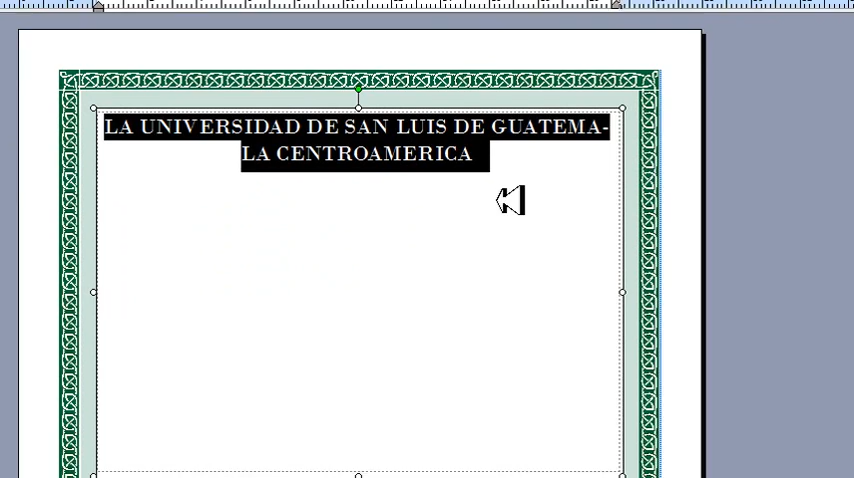 LA UNIVERSIDAD DE SAN LUIS DE GUATEMA-
LA CENTROAMERICA